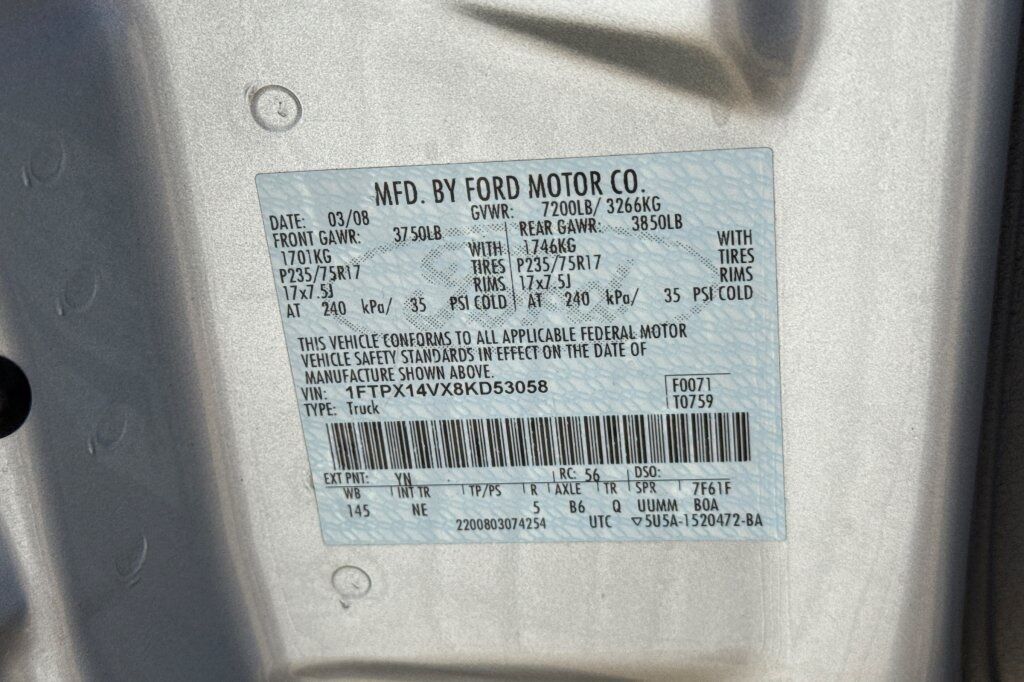 MFD. BY FORD MOTOR CO.
DATE: 03/08 GVWR: 7200LB/ 3266KG
FRONT GAWR: 3750LB REAR GAWR: 3850LB
1701KG WITH 1746KG WITH
P235/75R17 TIRES P235/75R17 TIRES
17x7.5J RIMS 17x7.5J RIMS
AT 240 kPa/ 35 PSI COLD AT 240 kPa/ 35 PSI COLD
THIS VEHICLE CONFORMS TO ALL APPLICABLE FEDERAL MOTOR
VEHICLE SAFETY STANDARDS IN EFFECT ON THE DATE OF
MANUFACTURE SHOWN ABOVE.
VIN: 1FTPX14VX8KD53058 F0071
TYPE: Truck T0759
EXT PNT: YN RC: 56 DSO:
WB INT TR TP/PS R AXLE TR SPR 7F61F
145 NE 5 B6 Q UUMM BOA
2200803074254 UTC ▽5U5A-1520472-BA